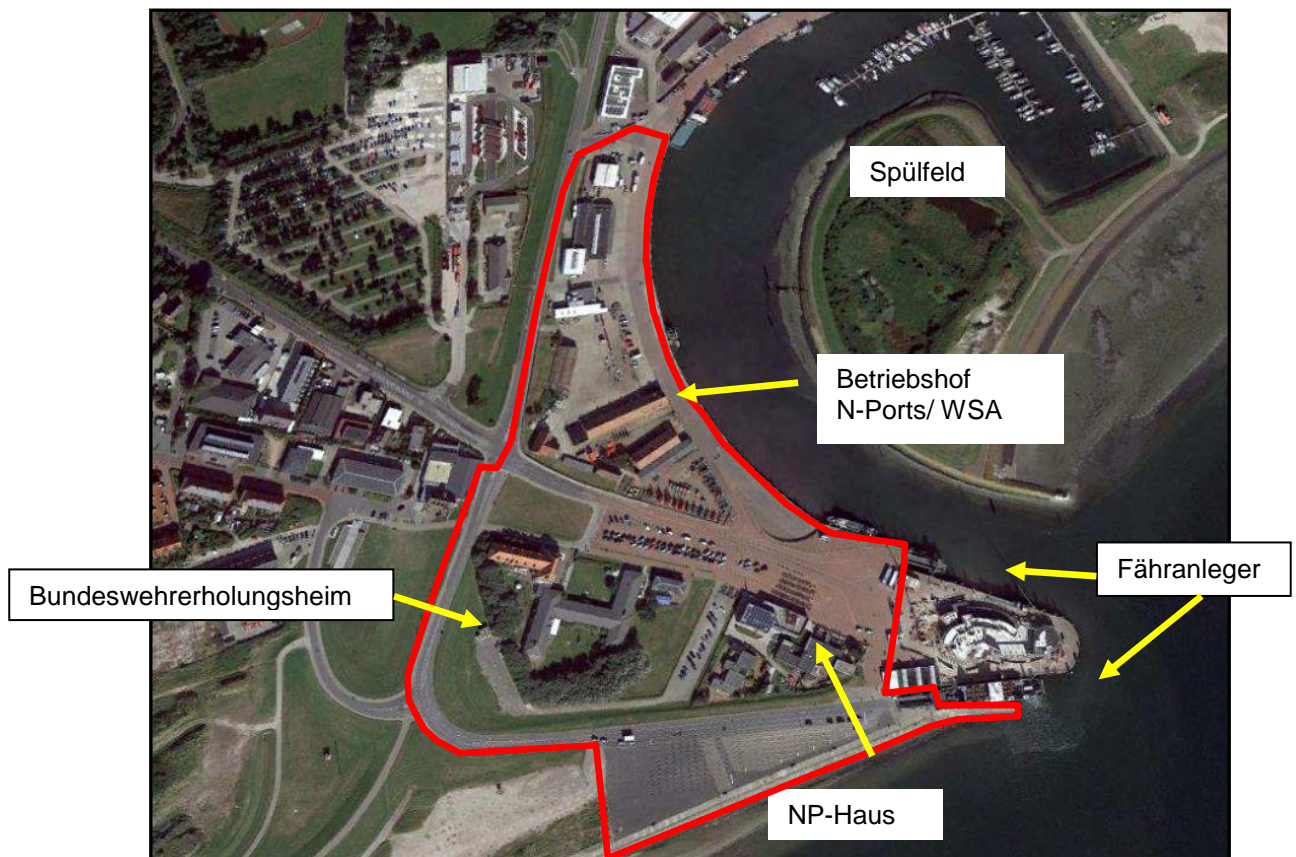 Spülfeld
Betriebshof
N-Ports/ WSA
Fähranleger
Bundeswehrerholungsheim
NP-Haus